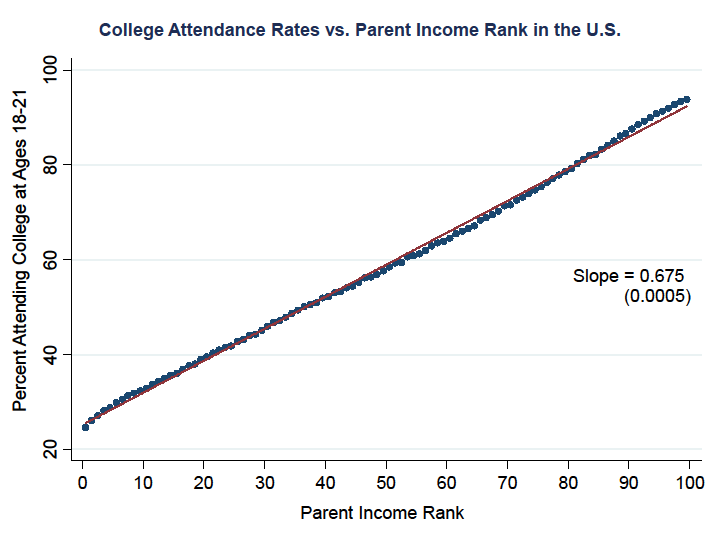 College Attendance Rates vs. Parent Income Rank in the U.S.
Percent Attending College at Ages 18-21
100
80
60
40
20
Slope = 0.675
(0.0005)
0 10 20 30 40 50 60 70 80 90 100
Parent Income Rank